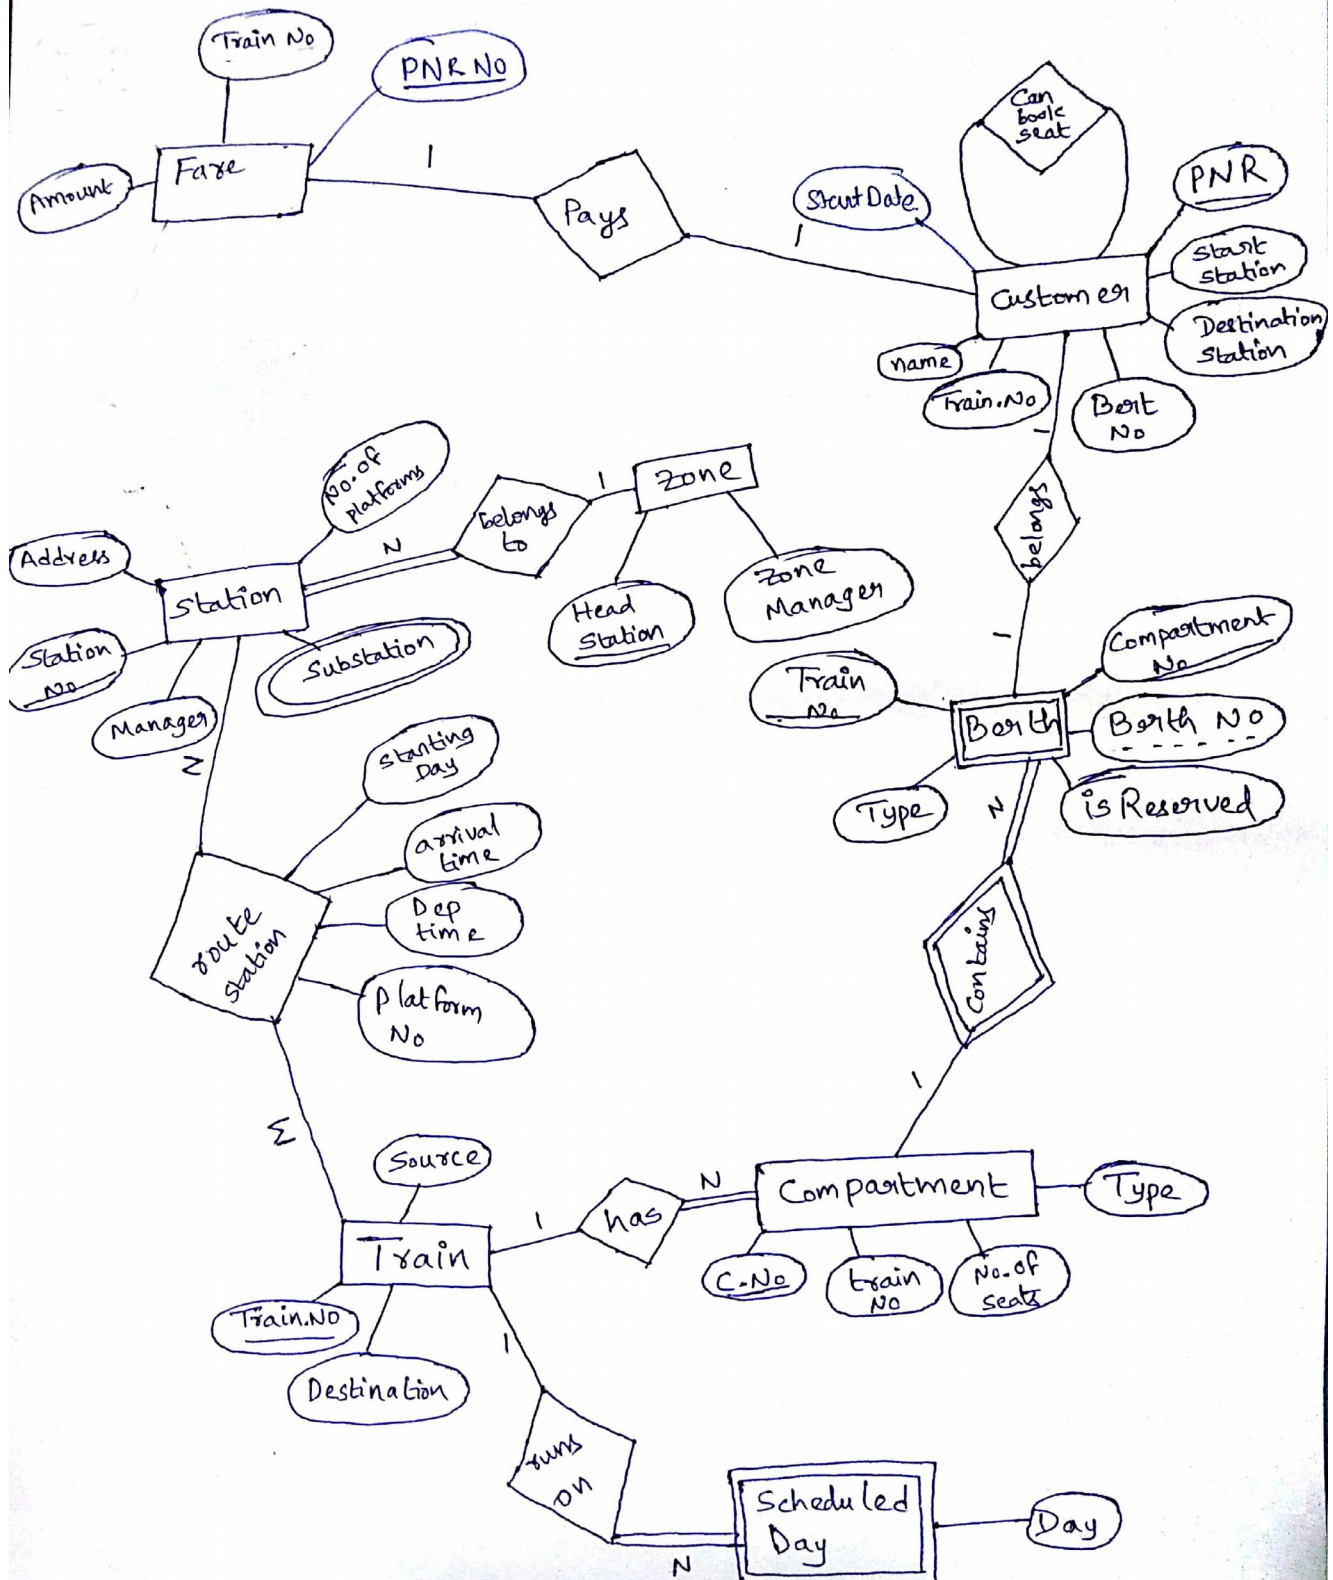 Train No
PNR NO
Fare
Amount
1
Pays
1
Can
book
seat
Start Date
PNR
Start
Station
Customer
Destination
Station
name
Train.No
Bert
No
1
belongs
1
No. of
platforms
Zone
1
belongs
to
N
Address
Station
Zone
Manager
Head
Station
Station
No
Substation
Manager
N
Compartment
No
Train
No
Berth
Berth NO
Type
is Reserved
N
Starting
Day
arrival
time
Dep
time
Platform
No
route
station
Contains
1
M
Source
Train
1
has
N
Compartment
Type
C.No
train
NO
No. of
seats
Train.NO
Destination
1
runs
on
N
Scheduled
Day
Day